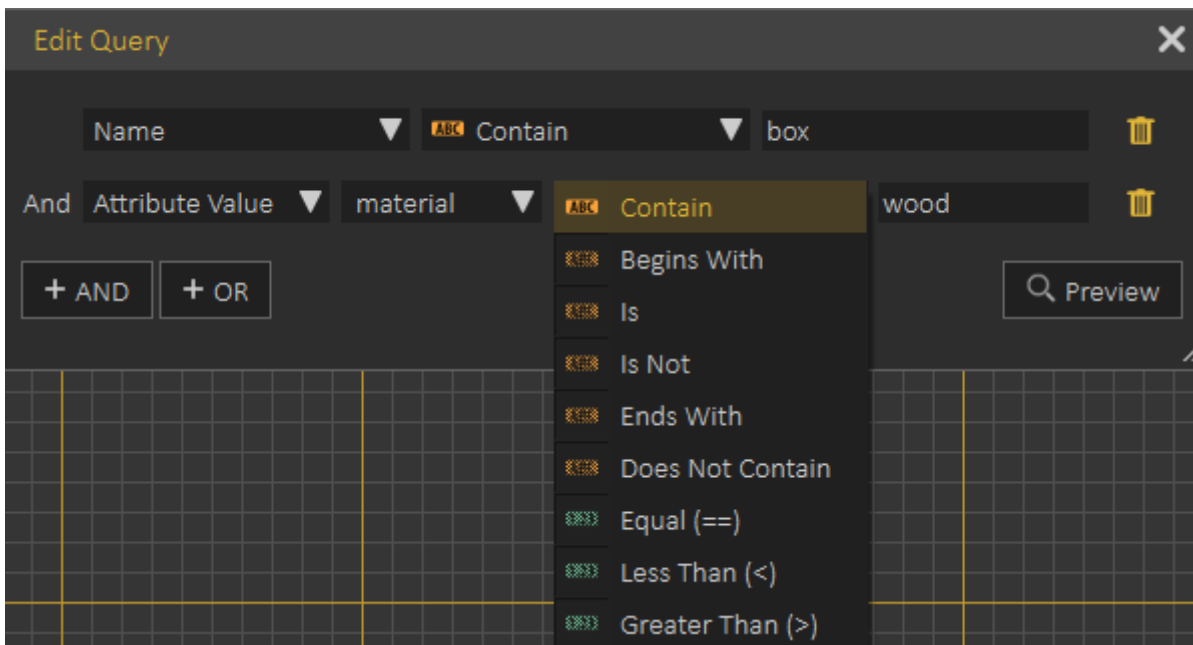 Edit Query
Name ABC Contain box
And Attribute Value material ABC Contain wood
Begins With
Is
+ AND + OR Is Not Preview
Ends With
Does Not Contain
Equal (==)
Less Than (<)
Greater Than (>)